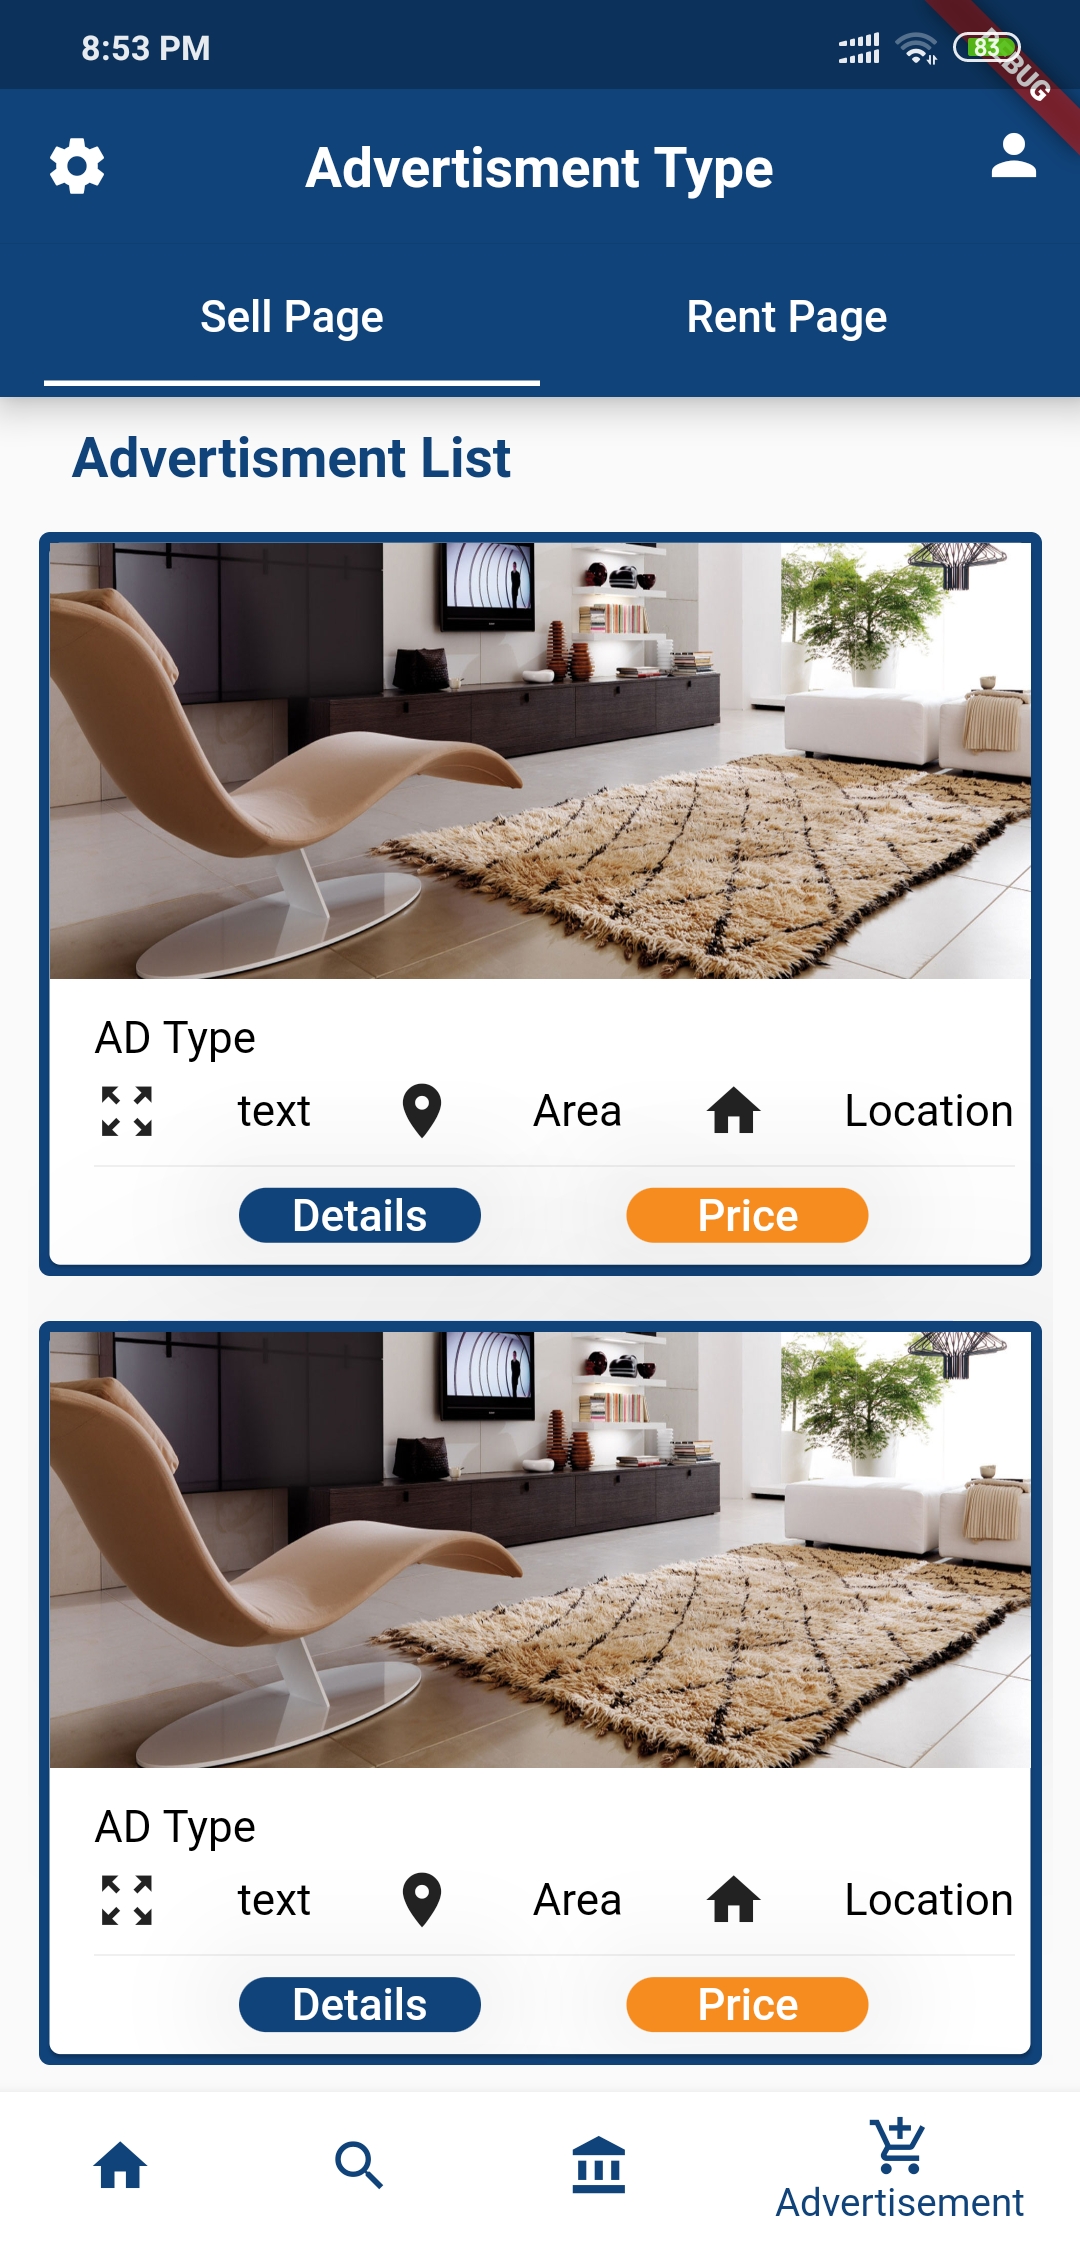 8:53 PM
83
DEBUG
Advertisment Type
Sell Page
Rent Page
Advertisment List
AD Type
text
Area
Location
Details
Price
AD Type
text
Area
Location
Details
Price
Advertisement